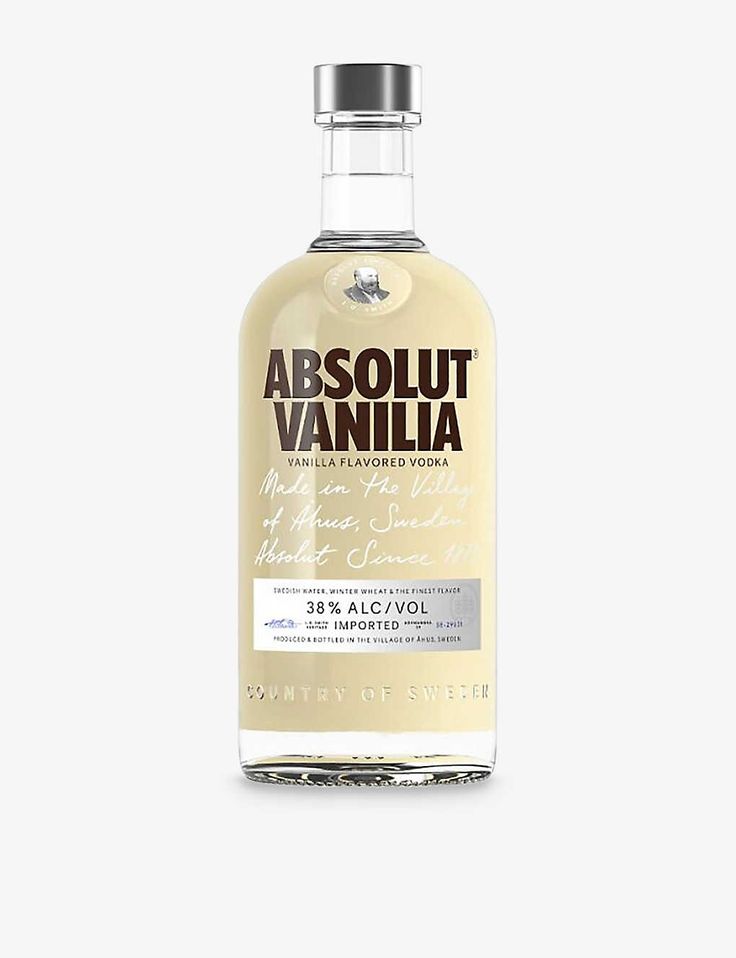 ABSOLUT
VANILIA
VANILLA FLAVORED VODKA
Made in the Village
of Åhus, Sweden
Absolut Since
SWEDISH WATER, WINTER WHEAT & THE FINEST FLAVOR
38% ALC/VOL
IMPORTED
PRODUCED & BOTTLED IN THE VILLAGE OF ÅHUS, SWEDEN
COUNTRY OF SWEDEN